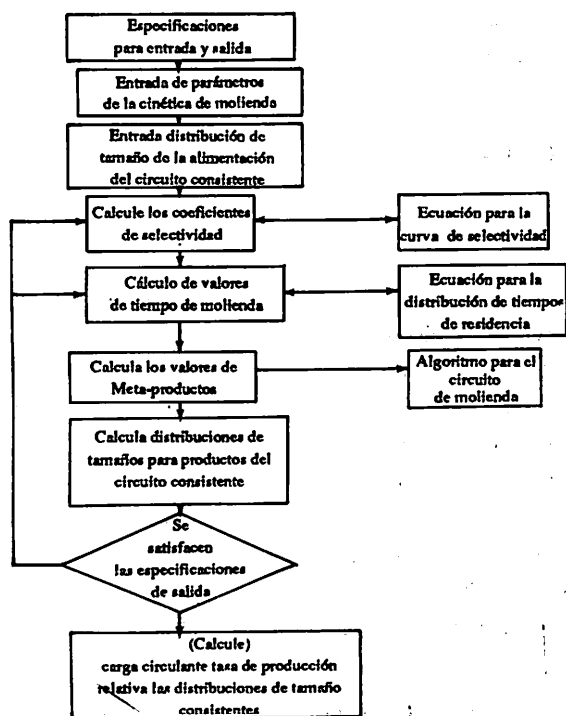 Especificaciones
para entrada y salida
Entrada de parámetros
de la cinética de molienda
Entrada distribución de
tamaño de la alimentación
del circuito consistente
Calcule los coeficientes
de selectividad
Ecuación para la
curva de selectividad
Cálculo de valores
de tiempo de molienda
Ecuación para la
distribución de tiempos
de residencia
Calcula los valores de
Meta-productos
Algoritmo para el
circuito
de molienda
Calcula distribuciones de
tamaños para productos del
circuito consistente
Se
satisfacen
las especificaciones
de salida
(Calcule)
carga circulante tasa de producción
relativa las distribuciones de tamaño
consistentes